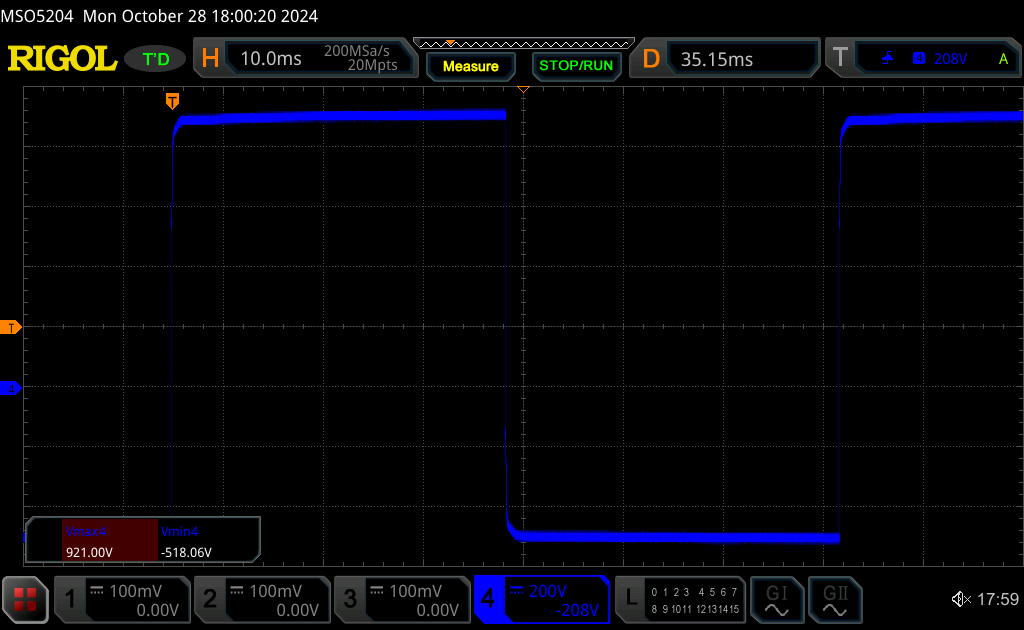 MSO5204 Mon October 28 18:00:20 2024
RIGOL T'D H 10.0ms 200MSa/s 20Mpts Measure STOP/RUN D 35.15ms T 1 208V A
T
T
4
Vmax4 Vmin4
921.00V -518.06V
1 100mV 0.00V 2 100mV 0.00V 3 100mV 0.00V 4 200V -208V L 0 1 2 3 4 5 6 7 GI GII
8 9 10 11 12 13 14 15
17:59